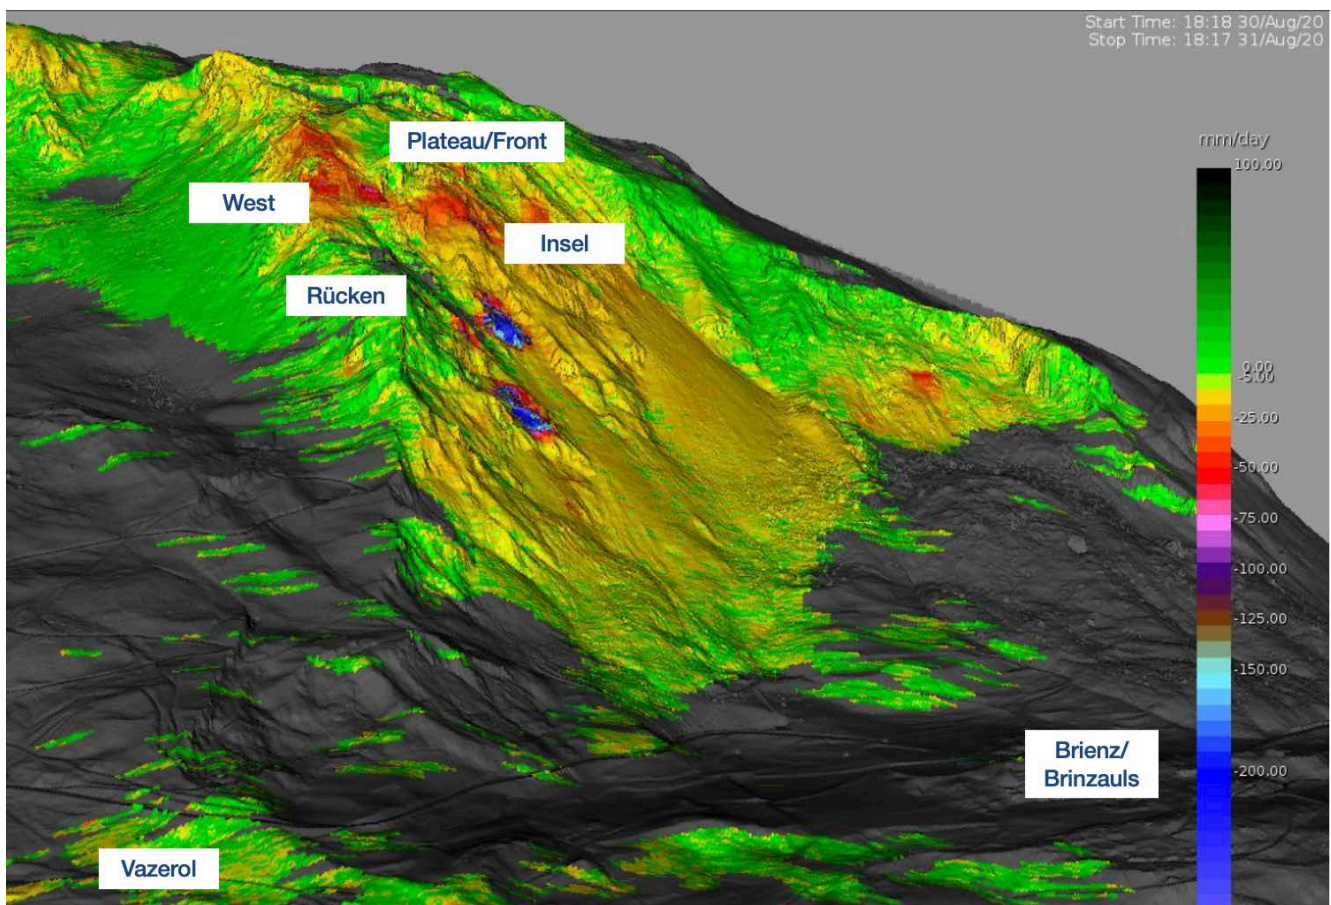 Start Time: 18:18 30/Aug/20
Stop Time: 18:17 31/Aug/20
Plateau/Front
mm/day
100.00
West
Insel
Rücken
0.00
-5.00
-25.00
-50.00
-75.00
-100.00
-125.00
-150.00
Brienz/
Brinzauls
-200.00
Vazerol